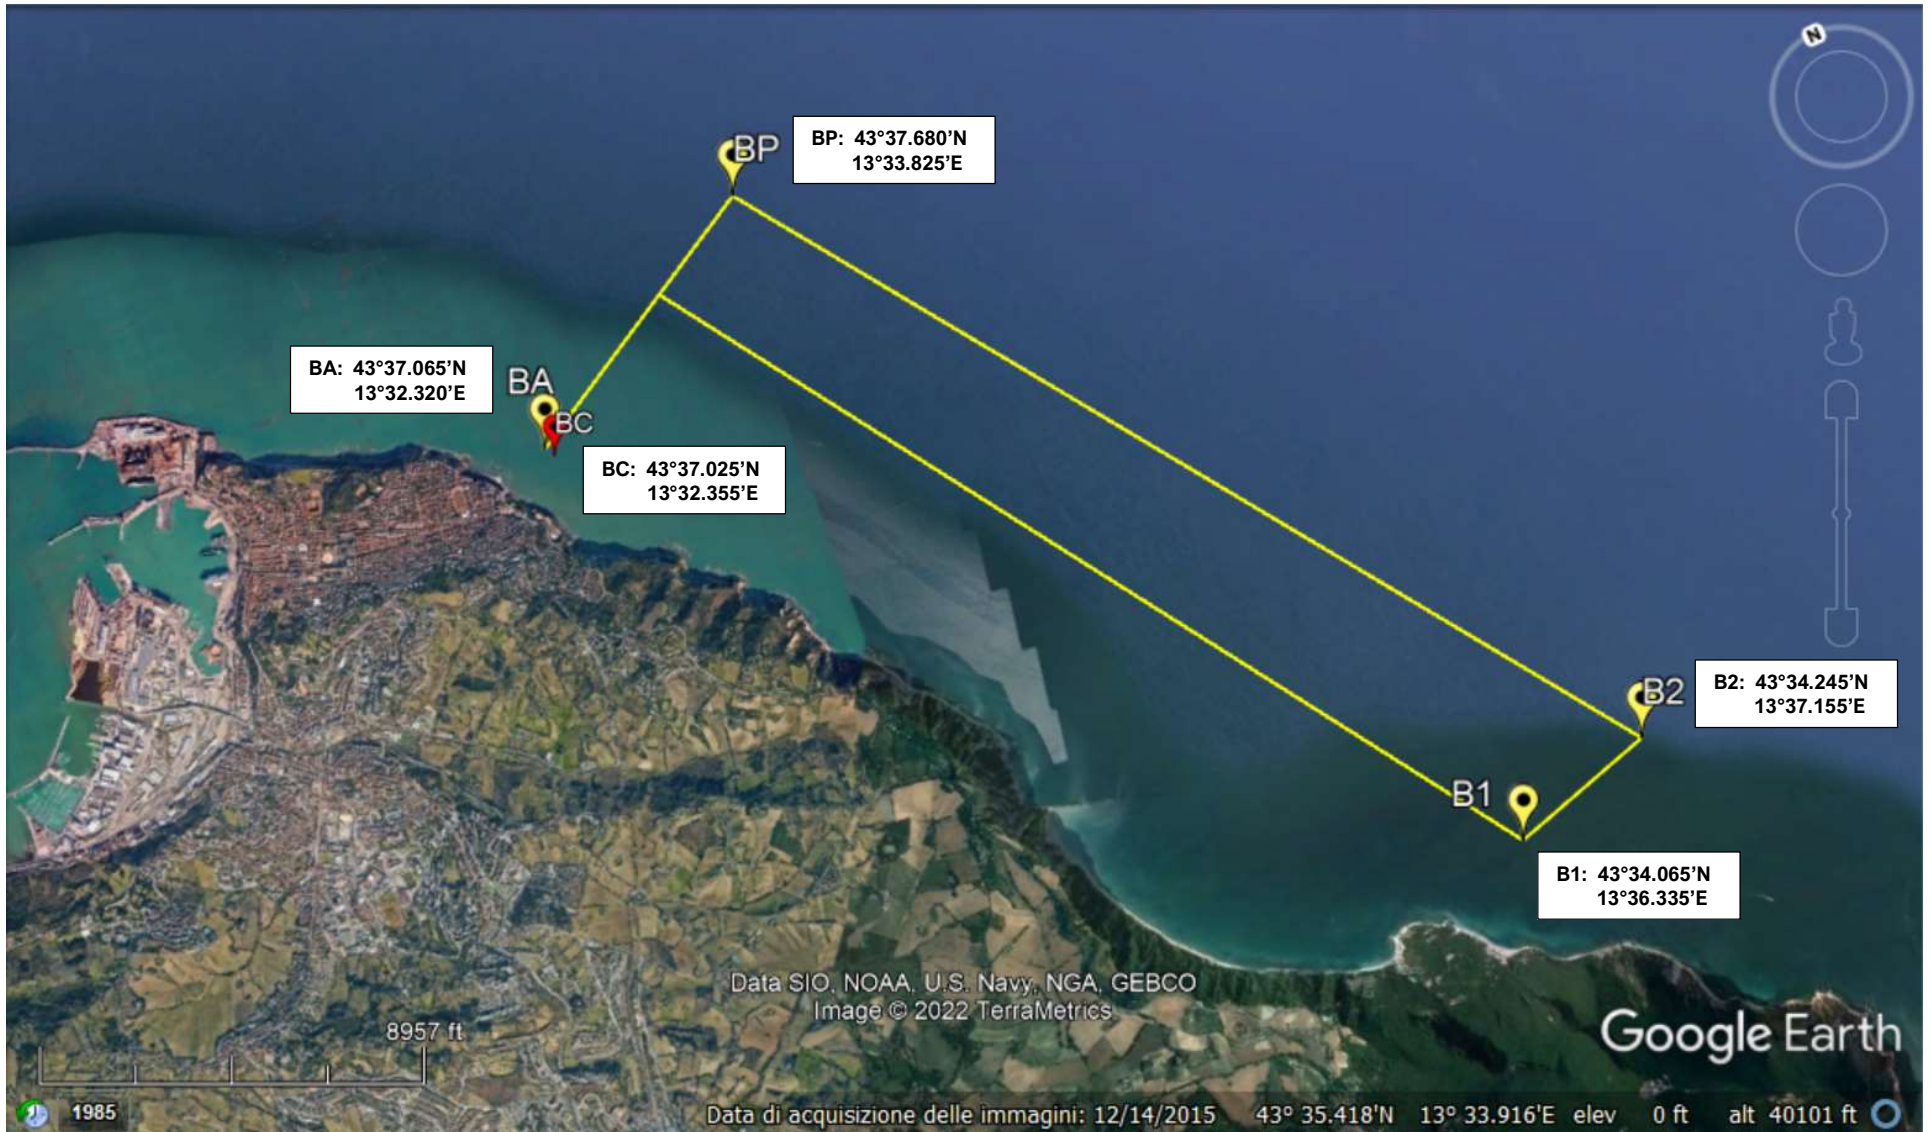 N
BP
BP: 43°37.680'N
13°33.825'E
BA: 43°37.065'N
13°32.320'E
BA
BC
BC: 43°37.025'N
13°32.355'E
B2
B2: 43°34.245'N
13°37.155'E
B1
B1: 43°34.065'N
13°36.335'E
Data SIO, NOAA, U.S. Navy, NGA, GEBCO
Image © 2022 TerraMetrics
8957 ft
Google Earth
1985
Data di acquisizione delle immagini: 12/14/2015 43° 35.418'N 13° 33.916'E elev 0 ft alt 40101 ft